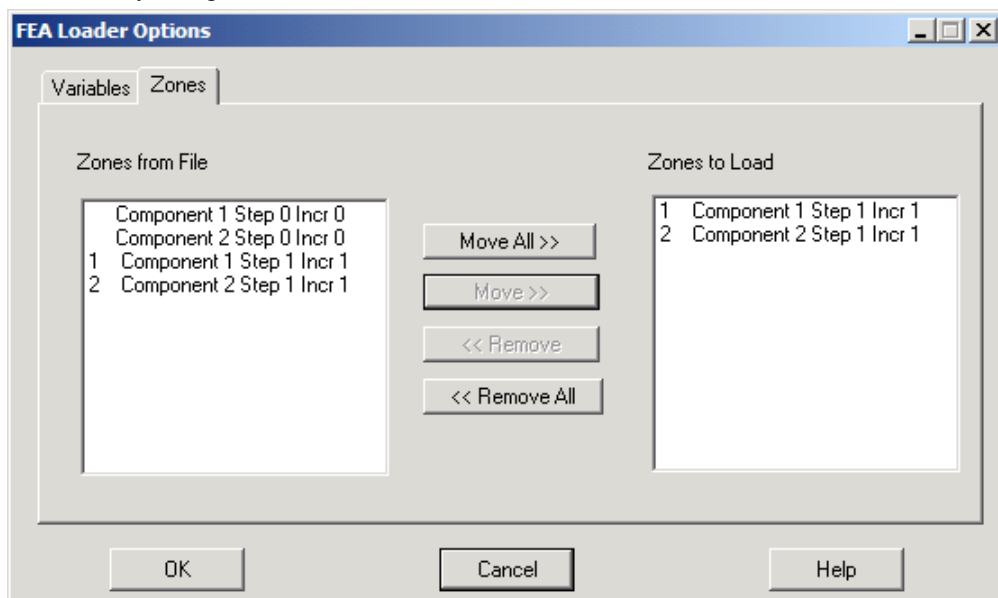 FEA Loader Options
Variables Zones
Zones from File
Zones to Load
Component 1 Step 0 Incr 0
Component 2 Step 0 Incr 0
1 Component 1 Step 1 Incr 1
2 Component 2 Step 1 Incr 1
Move All >>
Move >>
<< Remove
<< Remove All
1 Component 1 Step 1 Incr 1
2 Component 2 Step 1 Incr 1
OK
Cancel
Help